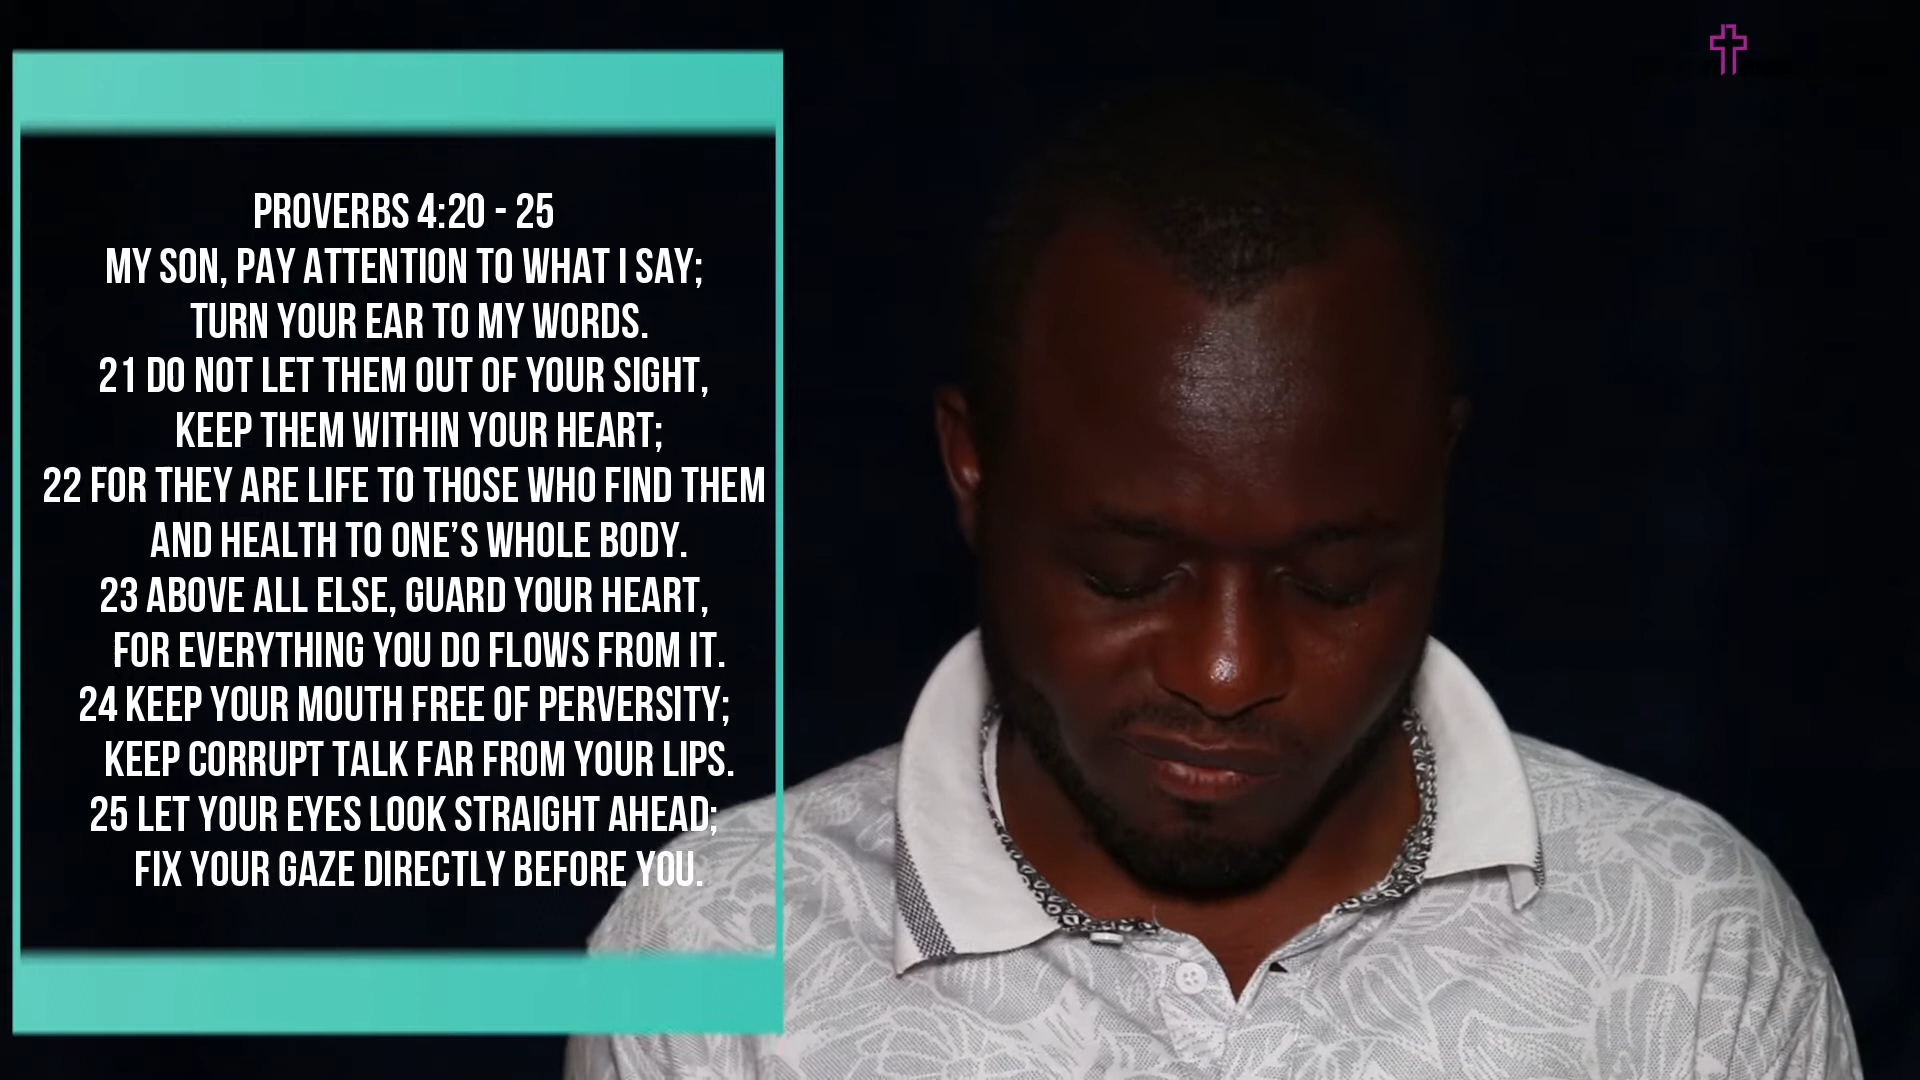 PROVERBS 4:20 - 25
MY SON, PAY ATTENTION TO WHAT I SAY;
TURN YOUR EAR TO MY WORDS.
21 DO NOT LET THEM OUT OF YOUR SIGHT,
KEEP THEM WITHIN YOUR HEART;
22 FOR THEY ARE LIFE TO THOSE WHO FIND THEM
AND HEALTH TO ONE’S WHOLE BODY.
23 ABOVE ALL ELSE, GUARD YOUR HEART,
FOR EVERYTHING YOU DO FLOWS FROM IT.
24 KEEP YOUR MOUTH FREE OF PERVERSITY;
KEEP CORRUPT TALK FAR FROM YOUR LIPS.
25 LET YOUR EYES LOOK STRAIGHT AHEAD;
FIX YOUR GAZE DIRECTLY BEFORE YOU.